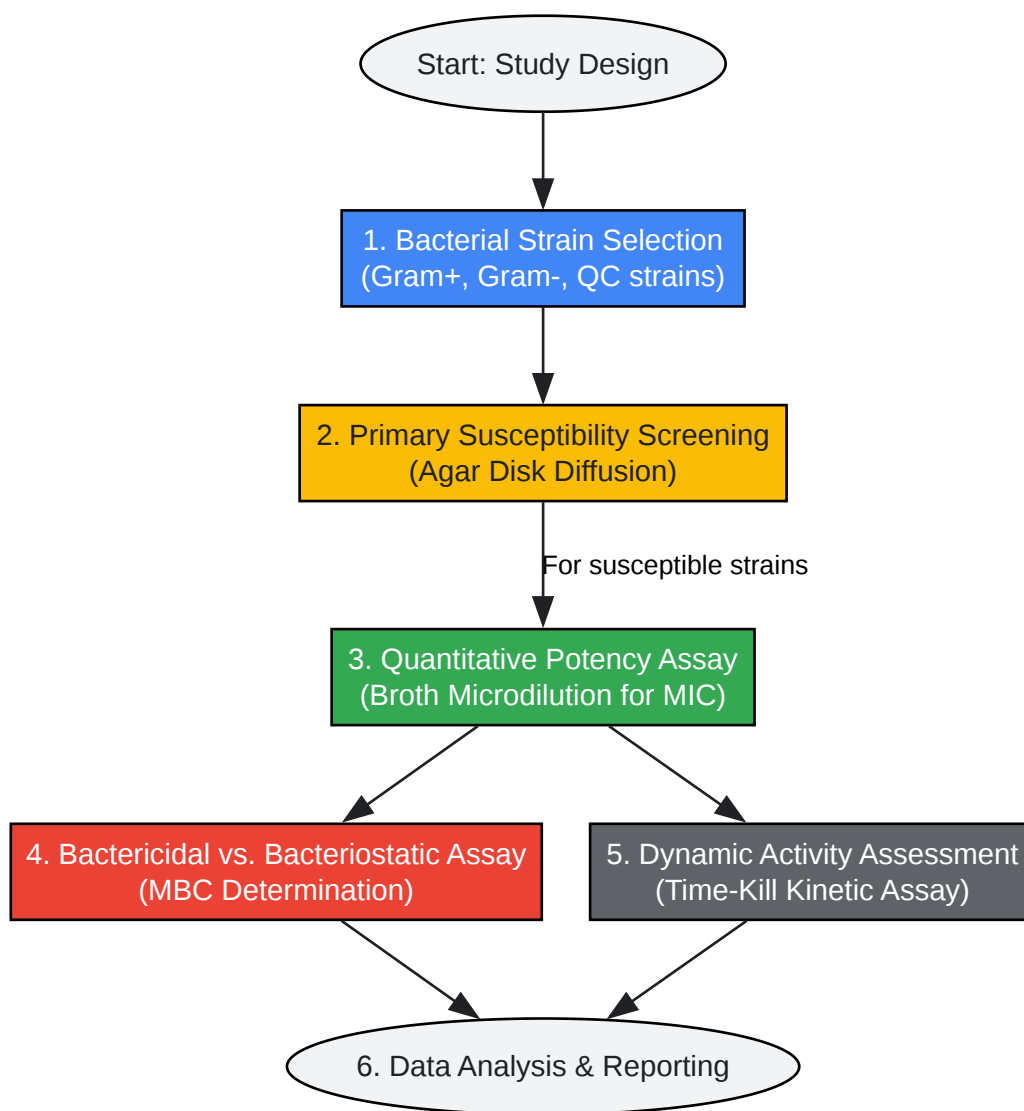 Start: Study Design
1. Bacterial Strain Selection
(Gram+, Gram-, QC strains)
2. Primary Susceptibility Screening
(Agar Disk Diffusion)
For susceptible strains
3. Quantitative Potency Assay
(Broth Microdilution for MIC)
4. Bactericidal vs. Bacteriostatic Assay
(MBC Determination)
5. Dynamic Activity Assessment
(Time-Kill Kinetic Assay)
6. Data Analysis & Reporting